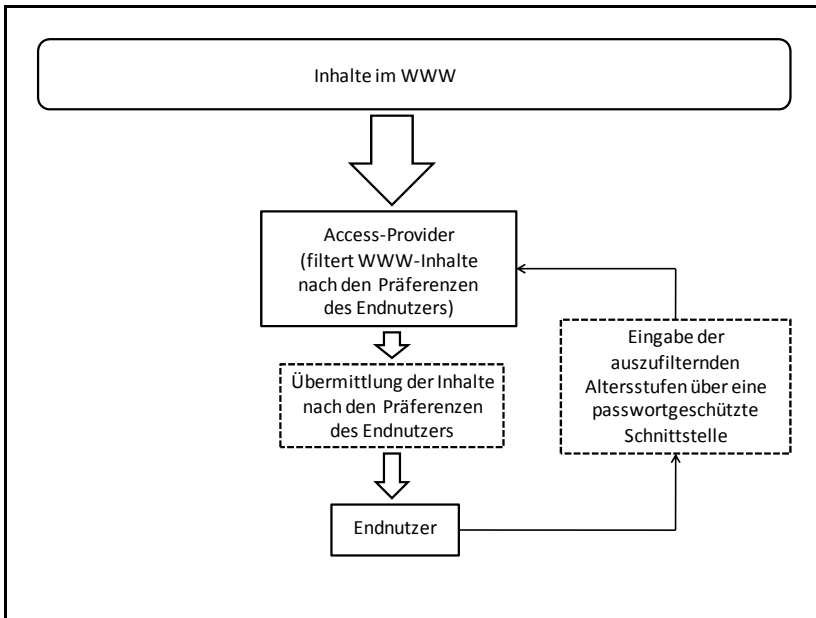 Inhalte im WWW
Access-Provider
(filtert WWW-Inhalte
nach den Präferenzen
des Endnutzers)
Übermittlung der Inhalte
nach den Präferenzen
des Endnutzers
Eingabe der
auszufilternden
Altersstufen über eine
passwortgeschützte
Schnittstelle
Endnutzer